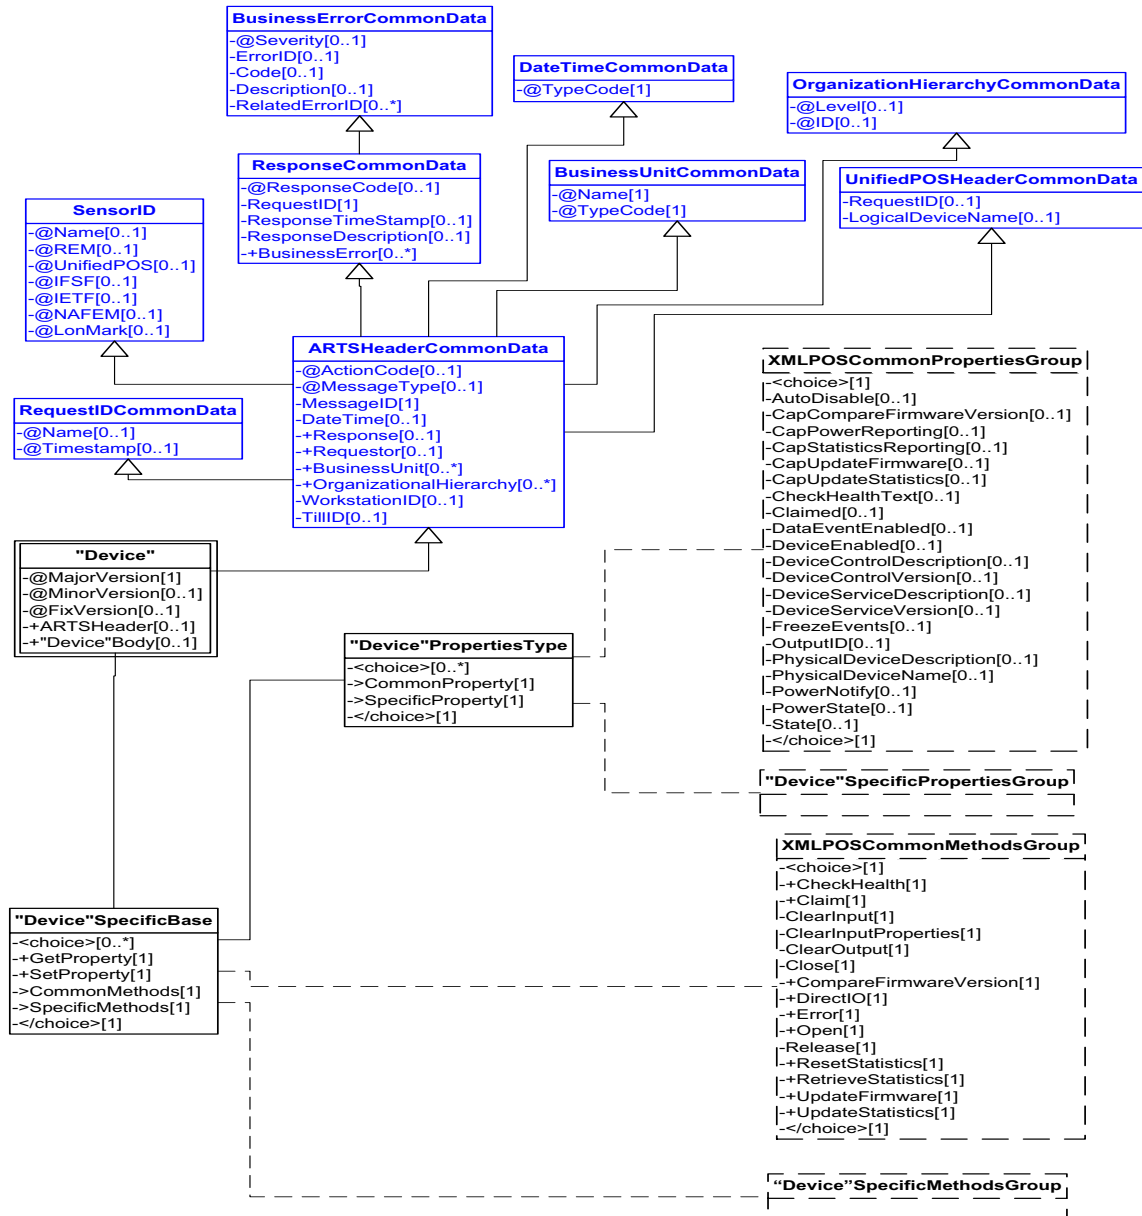 BusinessErrorCommonData
-@Severity[0..1]
-ErrorID[0..1]
-Code[0..1]
-Description[0..1]
-RelatedErrorID[0..*]
DateTimeCommonData
-@TypeCode[1]
OrganizationHierarchyCommonData
-@Level[0..1]
-@ID[0..1]
ResponseCommonData
-@ResponseCode[0..1]
-RequestID[1]
-ResponseTimeStamp[0..1]
-ResponseDescription[0..1]
-+BusinessError[0..*]
BusinessUnitCommonData
-@Name[1]
-@TypeCode[1]
UnifiedPOSHeaderCommonData
-RequestID[0..1]
-LogicalDeviceName[0..1]
SensorID
-@Name[0..1]
-@REM[0..1]
-@UnifiedPOS[0..1]
-@IFSF[0..1]
-@IETF[0..1]
-@NAFEM[0..1]
-@LonMark[0..1]
ARTSHeaderCommonData
-@ActionCode[0..1]
-@MessageType[0..1]
-MessageID[1]
-DateTime[0..1]
-+Response[0..1]
-+Requestor[0..1]
-+BusinessUnit[0..*]
-+OrganizationalHierarchy[0..*]
-WorkstationID[0..1]
-TillID[0..1]
RequestIDCommonData
-@Name[0..1]
-@Timestamp[0..1]
XMLPOSCommonPropertiesGroup
-<choice>[1]
-AutoDisable[0..1]
-CapCompareFirmwareVersion[0..1]
-CapPowerReporting[0..1]
-CapStatisticsReporting[0..1]
-CapUpdateFirmware[0..1]
-CapUpdateStatistics[0..1]
-CheckHealthText[0..1]
-Claimed[0..1]
-DataEventEnabled[0..1]
-DeviceEnabled[0..1]
-DeviceControlDescription[0..1]
-DeviceControlVersion[0..1]
-DeviceServiceDescription[0..1]
-DeviceServiceVersion[0..1]
-FreezeEvents[0..1]
-OutputID[0..1]
-PhysicalDeviceDescription[0..1]
-PhysicalDeviceName[0..1]
-PowerNotify[0..1]
-PowerState[0..1]
-State[0..1]
-</choice>[1]
"Device"
-@MajorVersion[1]
-@MinorVersion[0..1]
-@FixVersion[0..1]
-+ARTSHeader[0..1]
-+"Device"Body[0..1]
"Device"PropertiesType
-<choice>[0..*]
->CommonProperty[1]
->SpecificProperty[1]
-</choice>[1]
"Device"SpecificPropertiesGroup
XMLPOSCommonMethodsGroup
-<choice>[1]
-+CheckHealth[1]
-+Claim[1]
-ClearInput[1]
-ClearInputProperties[1]
-ClearOutput[1]
-Close[1]
-+CompareFirmwareVersion[1]
-+DirectIO[1]
-+Error[1]
-+Open[1]
-Release[1]
-+ResetStatistics[1]
-+RetrieveStatistics[1]
-+UpdateFirmware[1]
-+UpdateStatistics[1]
-</choice>[1]
"Device"SpecificBase
-<choice>[0..*]
-+GetProperty[1]
-+SetProperty[1]
->CommonMethods[1]
->SpecificMethods[1]
-</choice>[1]
“Device”SpecificMethodsGroup